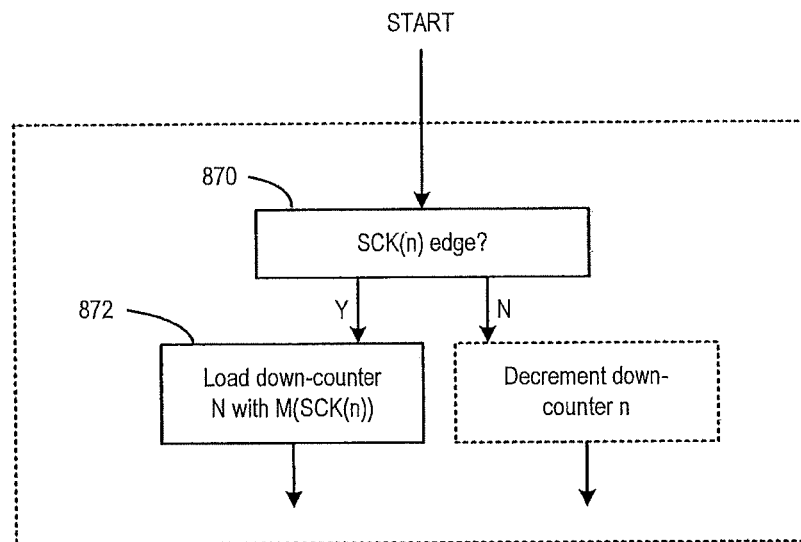 START
870
SCK(n) edge?
Y
N
872
Load down-counter
N with M(SCK(n))
Decrement down-
counter n